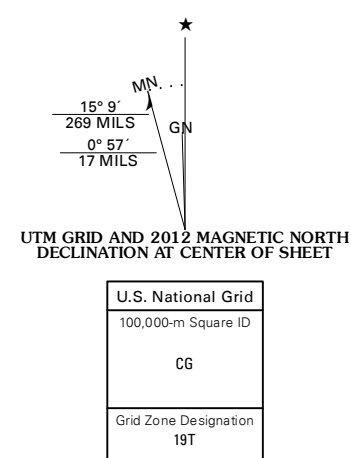 ★
MN
15° 9´
269 MILS
GN
0° 57´
17 MILS
UTM GRID AND 2012 MAGNETIC NORTH
DECLINATION AT CENTER OF SHEET
U.S. National Grid
100,000-m Square ID
CG
Grid Zone Designation
19T